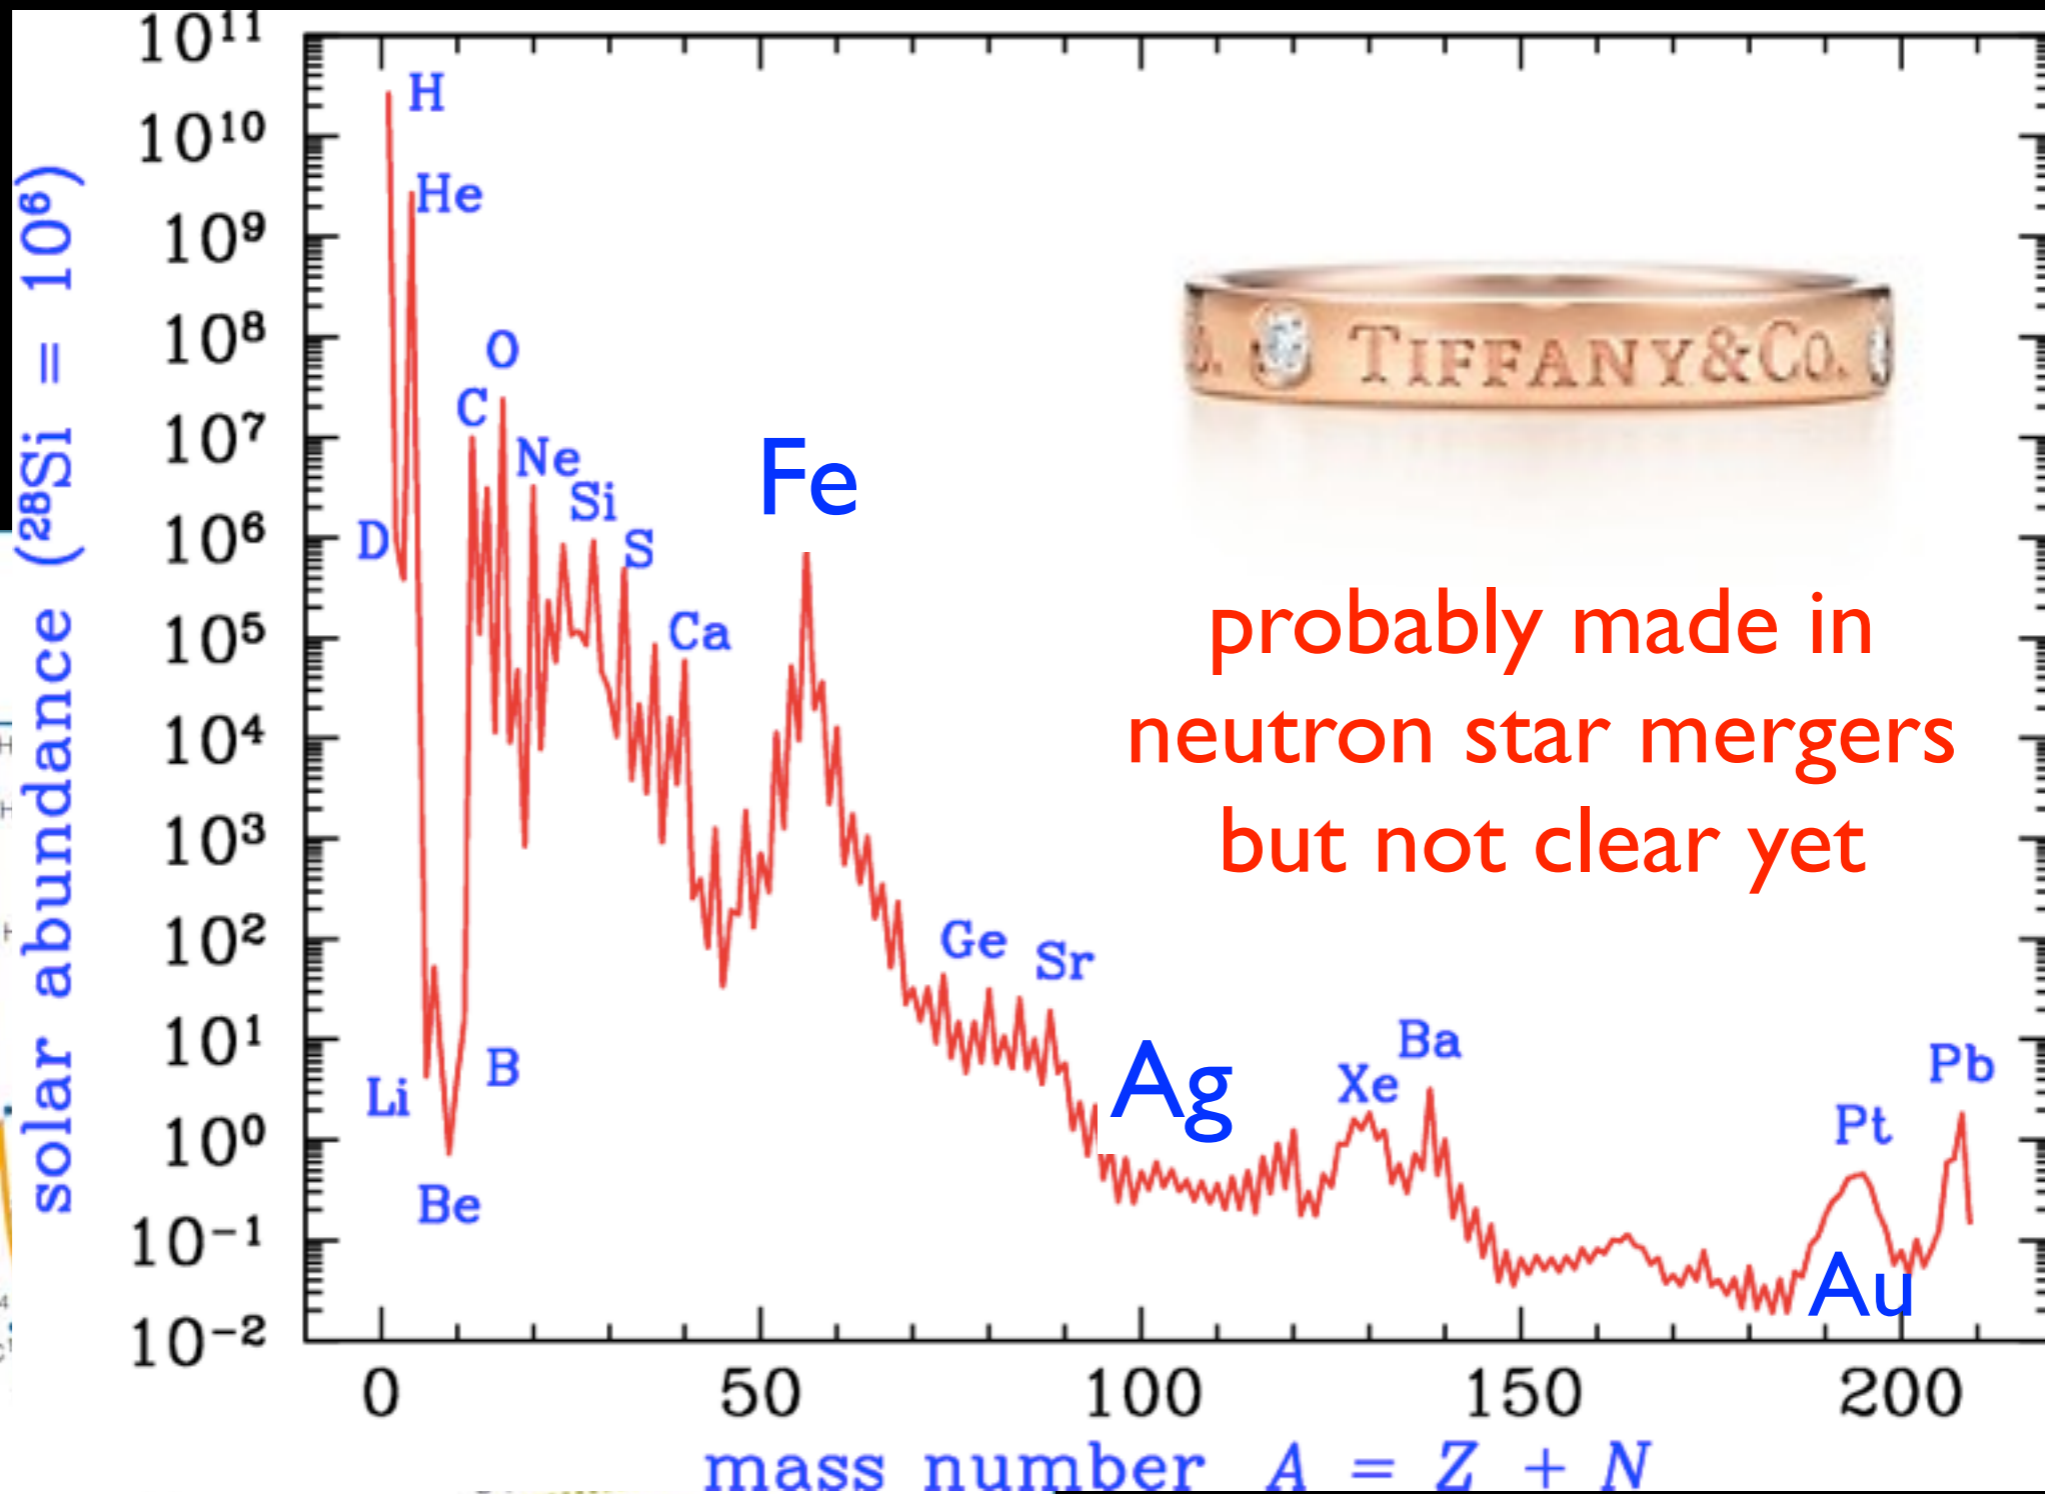 10¹¹
10¹⁰
10⁹
10⁸
10⁷
10⁶
10⁵
10⁴
10³
10²
10¹
10⁰
10⁻¹
10⁻²
solar abundance (²⁸Si = 10⁶)
H
He
D
Li
Be
B
C
O
Ne
Si
S
Ca
Fe
Ge
Sr
Ag
Xe
Ba
Pt
Au
Pb
TIFFANY&CO.
probably made in
neutron star mergers
but not clear yet
0 50 100 150 200
mass number A = Z + N